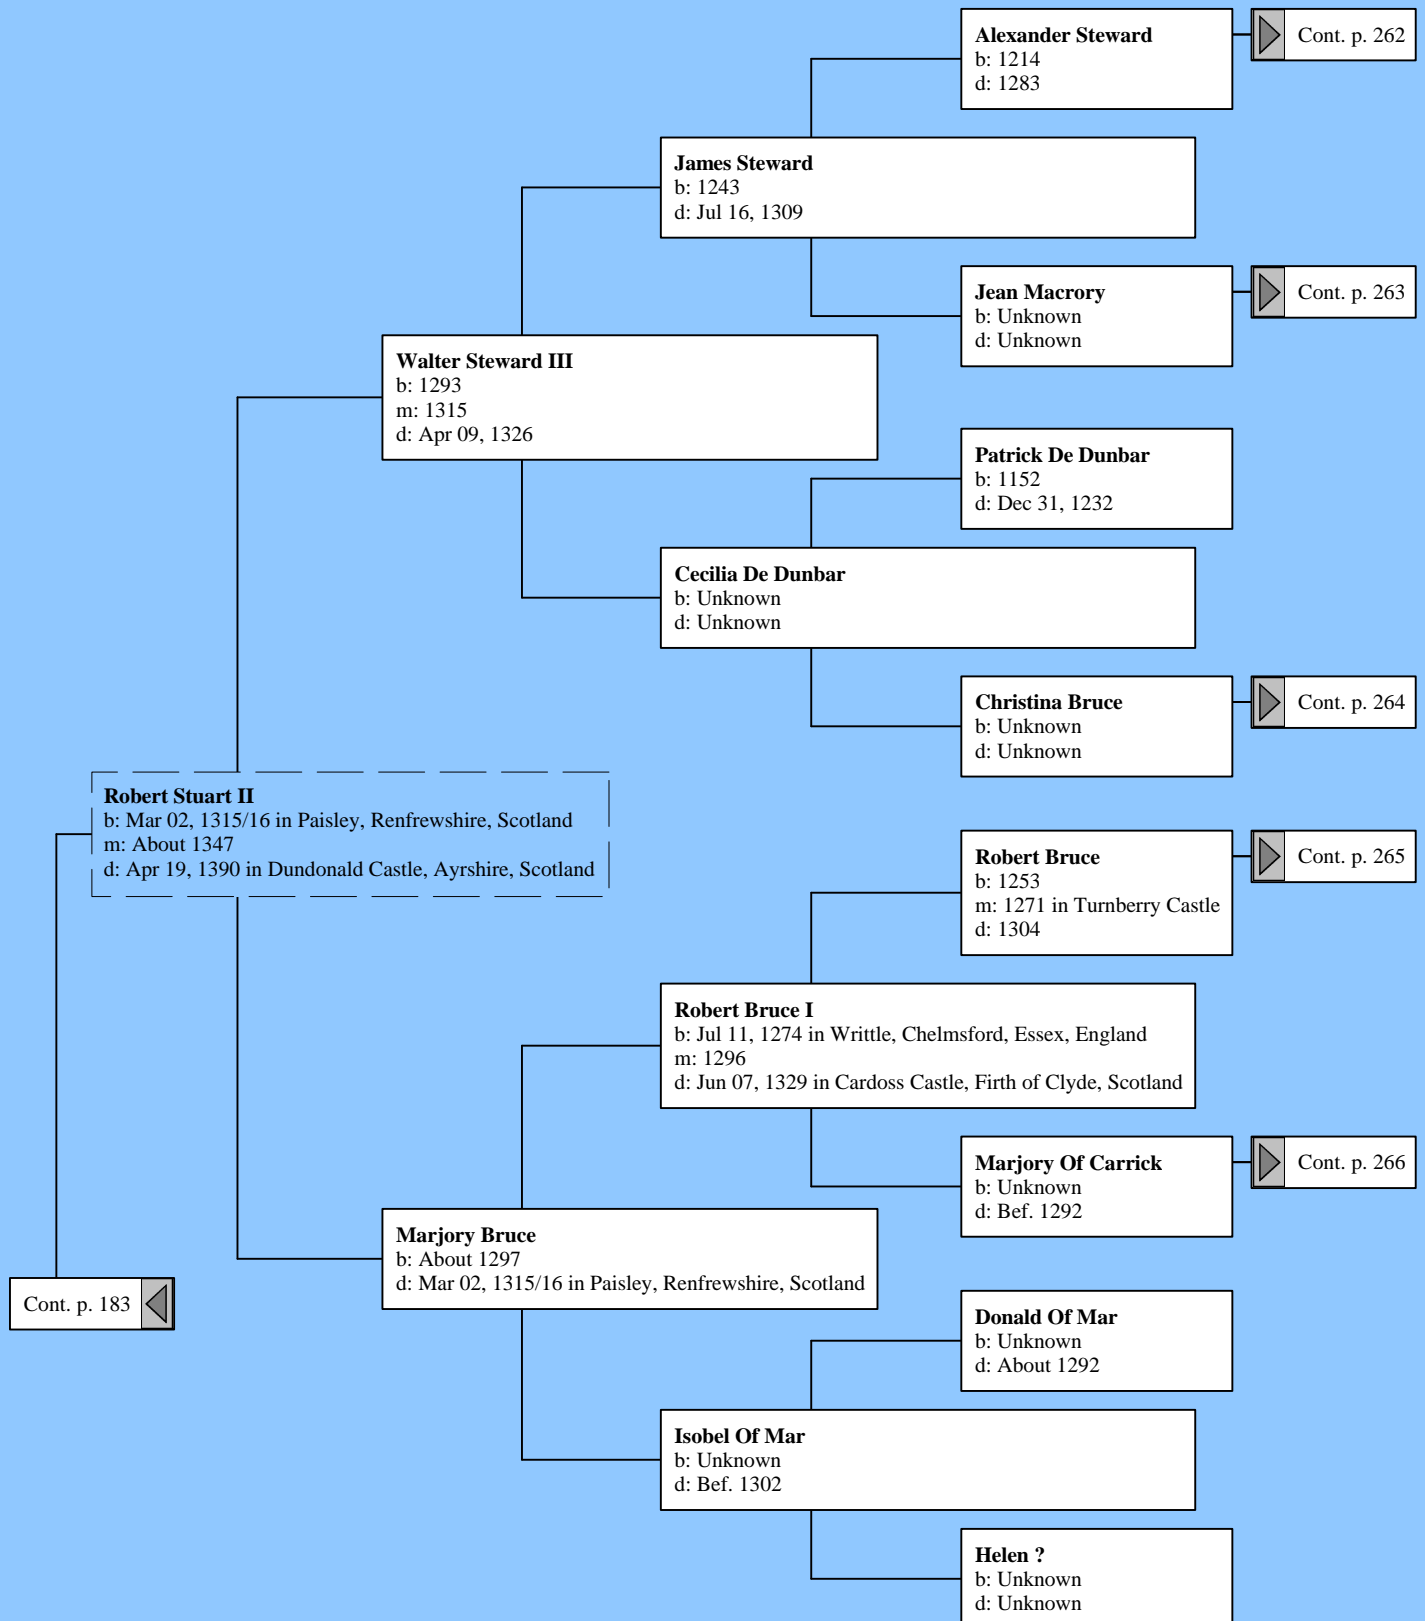 Alexander Steward
b: 1214
d: 1283
Cont. p. 262
James Steward
b: 1243
d: Jul 16, 1309
Jean Macrory
b: Unknown
d: Unknown
Cont. p. 263
Walter Steward III
b: 1293
m: 1315
d: Apr 09, 1326
Patrick De Dunbar
b: 1152
d: Dec 31, 1232
Cecilia De Dunbar
b: Unknown
d: Unknown
Christina Bruce
b: Unknown
d: Unknown
Cont. p. 264
Robert Stuart II
b: Mar 02, 1315/16 in Paisley, Renfrewshire, Scotland
m: About 1347
d: Apr 19, 1390 in Dundonald Castle, Ayrshire, Scotland
Robert Bruce
b: 1253
m: 1271 in Turnberry Castle
d: 1304
Cont. p. 265
Robert Bruce I
b: Jul 11, 1274 in Writtle, Chelmsford, Essex, England
m: 1296
d: Jun 07, 1329 in Cardoss Castle, Firth of Clyde, Scotland
Marjory Of Carrick
b: Unknown
d: Bef. 1292
Cont. p. 266
Marjory Bruce
b: About 1297
d: Mar 02, 1315/16 in Paisley, Renfrewshire, Scotland
Cont. p. 183
Donald Of Mar
b: Unknown
d: About 1292
Isobel Of Mar
b: Unknown
d: Bef. 1302
Helen ?
b: Unknown
d: Unknown